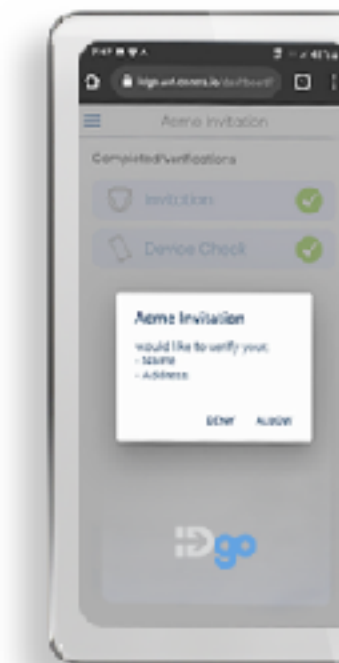 Acme Invitation
Completed Verifications
Invitation
Device Check
Acme Invitation
would like to verify your:
- Name
- Address
DENY ALLOW
IDgo